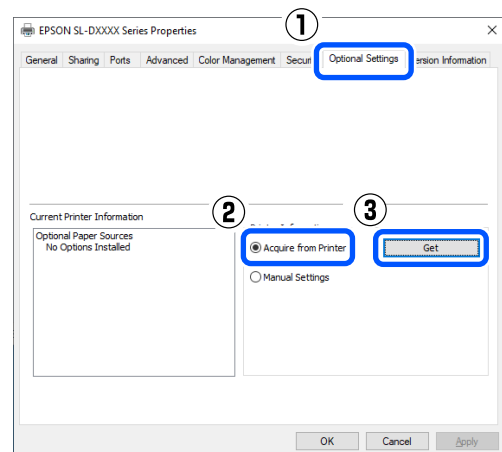 ①
EPSON SL-DXXXX Series Properties
General Sharing Ports Advanced Color Management Optional Settings Information
② ③
Current Printer Information
Optional Paper Sources
No Options Installed
Acquire from Printer Get
Manual Settings
OK Cancel Apply